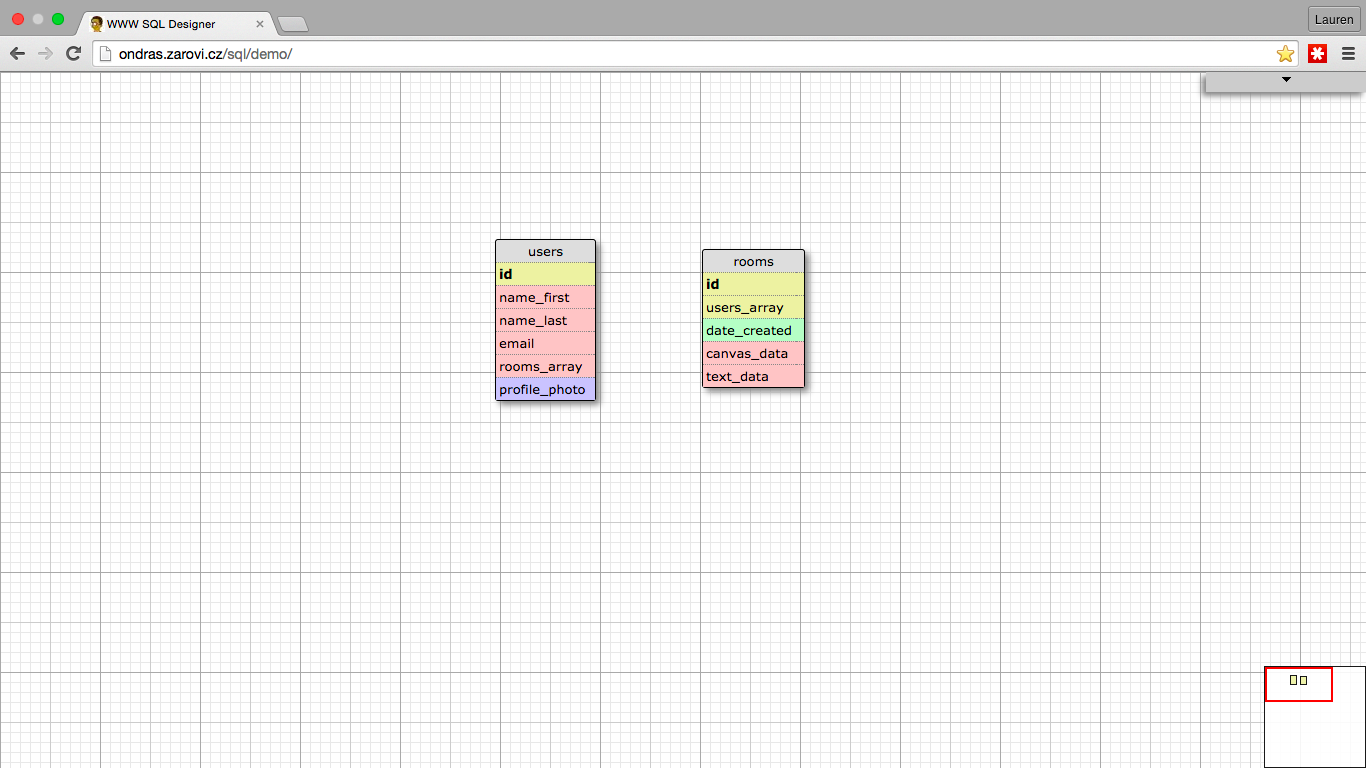 WWW SQL Designer
Lauren
ondras.zarovi.cz/sql/demo/
users
id
name_first
name_last
email
rooms_array
profile_photo
rooms
id
users_array
date_created
canvas_data
text_data